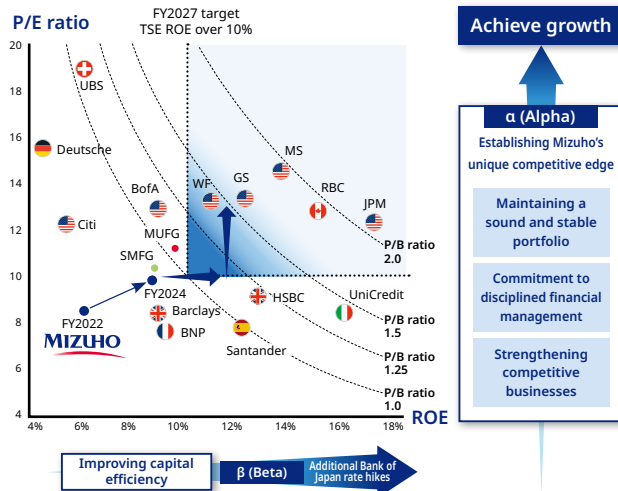 P/E ratio
FY2027 target
TSE ROE over 10%
20
18
16
14
12
10
8
6
4
UBS
Deutsche
Citi
BofA
MUFG
SMFG
FY2024
FY2022
MIZUHO
Barclays
BNP
WF
GS
MS
RBC
JPM
HSBC
UniCredit
Santander
P/B ratio
2.0
P/B ratio
1.5
P/B ratio
1.25
P/B ratio
1.0
4%
6%
8%
10%
12%
14%
16%
18%
ROE
Improving capital
efficiency
β (Beta)
Additional Bank of
Japan rate hikes
Achieve growth
α (Alpha)
Establishing Mizuho's
unique competitive edge
Maintaining a
sound and stable
portfolio
Commitment to
disciplined financial
management
Strengthening
competitive
businesses